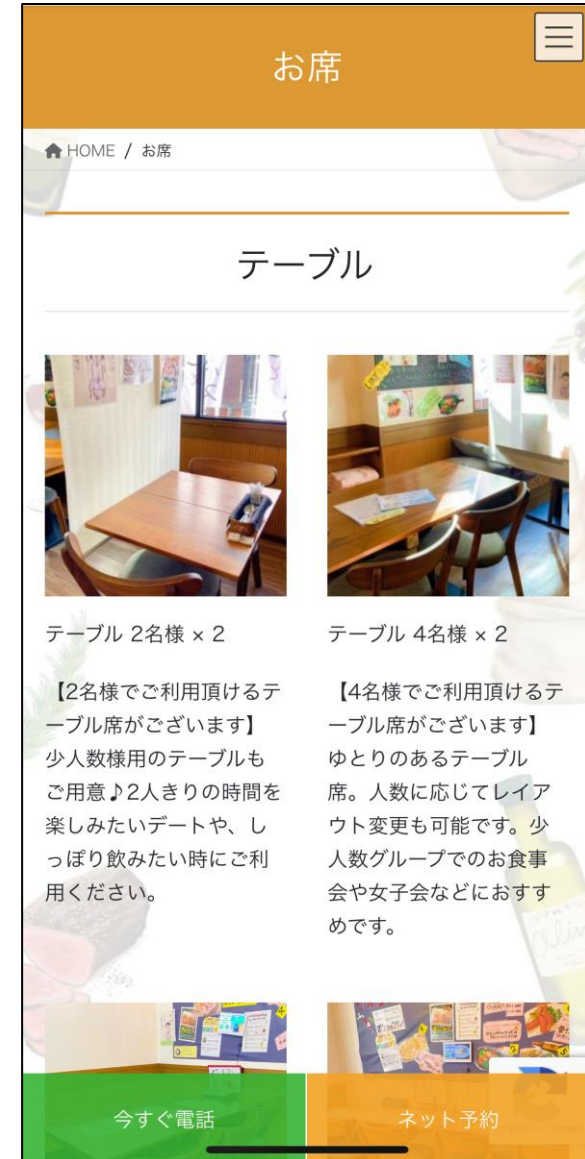 お席
HOME / お席
テーブル
テーブル 2名様 × 2
【2名様でご利用頂けるテ
ーブル席がございます】
少人数様用のテーブルも
ご用意♪2人きりの時間を
楽しみたいデートや、し
っぽり飲みたい時にご利
用ください。
テーブル 4名様 × 2
【4名様でご利用頂けるテ
ーブル席がございます】
ゆとりのあるテーブル
席。人数に応じてレイア
ウト変更も可能です。少
人数グループでのお食事
会や女子会などにおすす
めです。
今すぐ電話
ネット予約